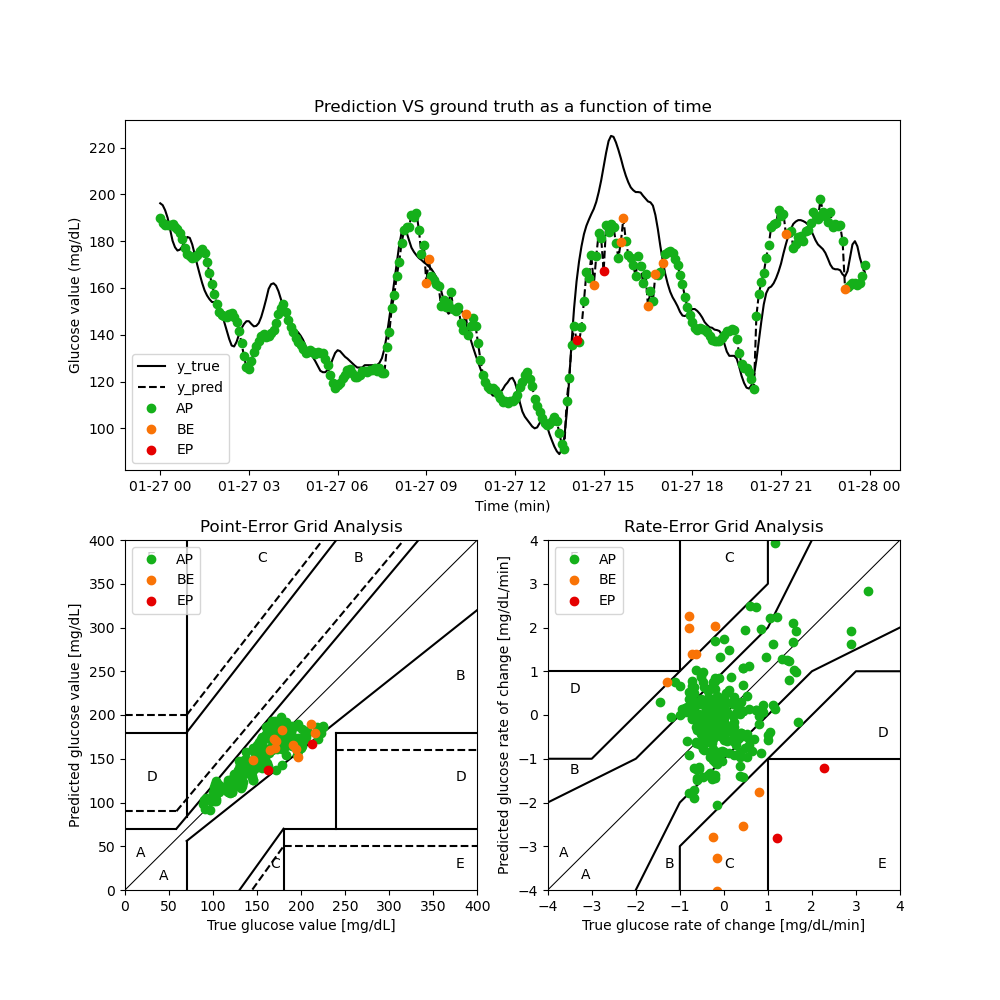 Prediction VS ground truth as a function of time
Glucose value (mg/dL)
220
200
180
160
140
120
100
y_true
y_pred
AP
BE
EP
01-27 00 01-27 03 01-27 06 01-27 09 01-27 12 01-27 15 01-27 18 01-27 21 01-28 00
Time (min)
Point-Error Grid Analysis
Predicted glucose value [mg/dL]
400
350
300
250
200
150
100
50
0
AP
BE
EP
C
B
B
D
D
A
A
C
E
0 50 100 150 200 250 300 350 400
True glucose value [mg/dL]
Rate-Error Grid Analysis
Predicted glucose rate of change [mg/dL/min]
4
3
2
1
0
−1
−2
−3
−4
AP
BE
EP
C
D
D
B
A
A
B
C
E
−4 −3 −2 −1 0 1 2 3 4
True glucose rate of change [mg/dL/min]